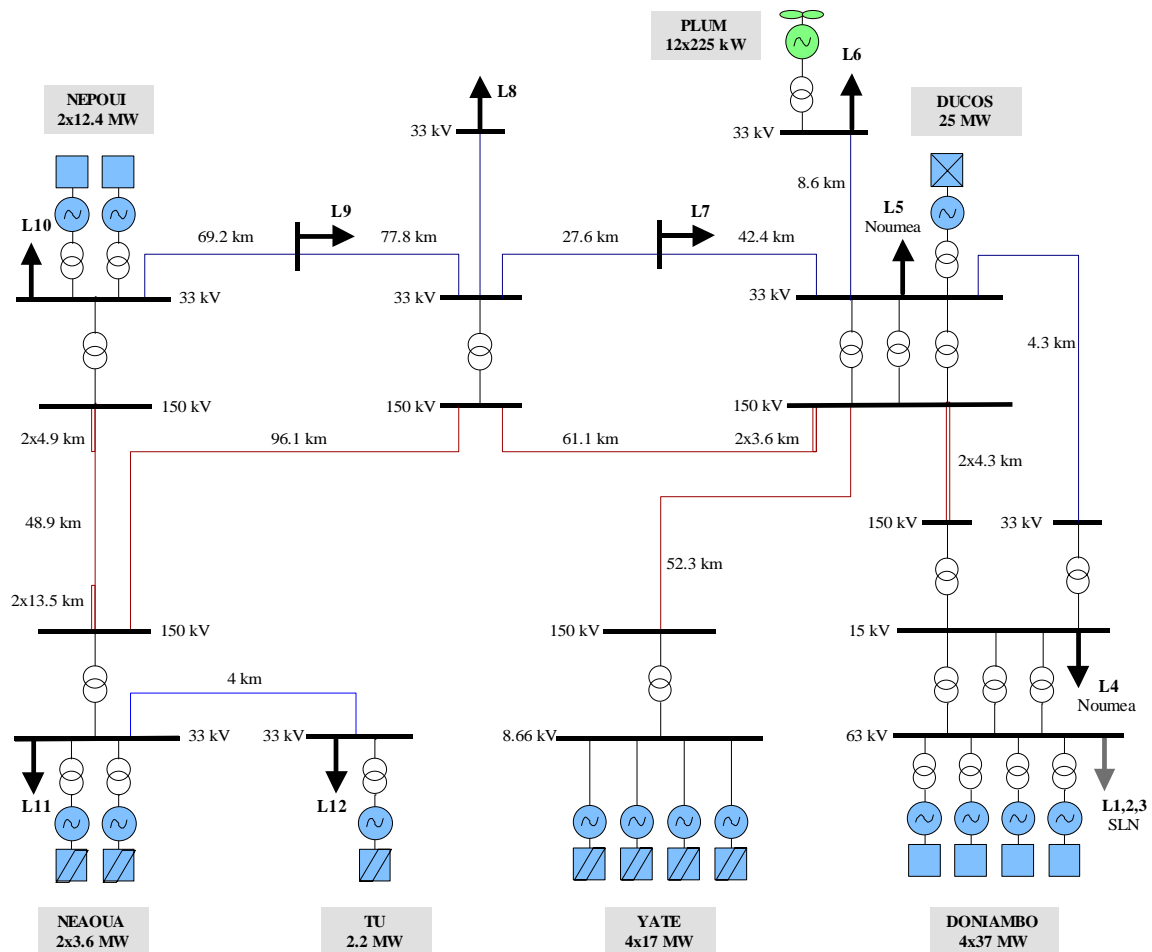 PLUM
12x225 kW
L6
NEPOUI
2x12.4 MW
L8
DUCOS
25 MW
33 kV
33 kV
8.6 km
L10
L9
L7
L5
Noumea
69.2 km
77.8 km
27.6 km
42.4 km
33 kV
33 kV
33 kV
4.3 km
150 kV
150 kV
150 kV
2x4.9 km
96.1 km
61.1 km
2x3.6 km
2x4.3 km
48.9 km
150 kV
33 kV
52.3 km
2x13.5 km
150 kV
150 kV
15 kV
4 km
L4
Noumea
33 kV
33 kV
8.66 kV
63 kV
L11
L12
L1,2,3
SLN
NEAOUA
2x3.6 MW
TU
2.2 MW
YATE
4x17 MW
DONIAMBO
4x37 MW